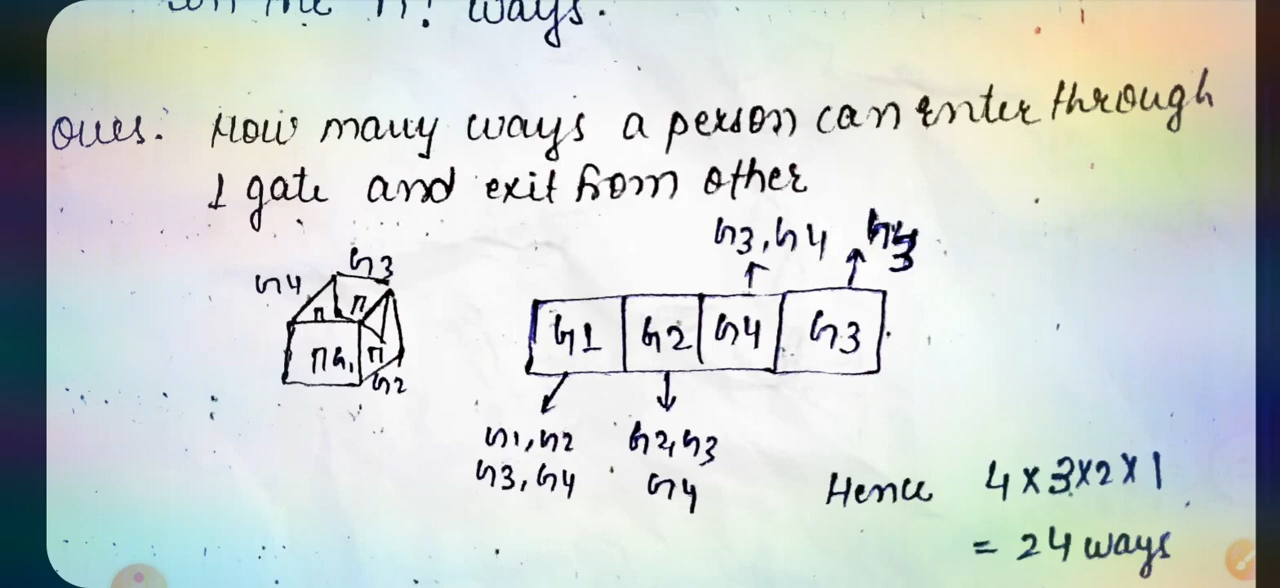 n! ways.
Ques: How many ways a person can enter through
1 gate and exit from other
G3, G4
G4 G3
G1 G2 G4 G3
G1 G2
G1, G2 G2, G3
G3, G4 G4
Hence 4 x 3 x 2 x 1
= 24 ways